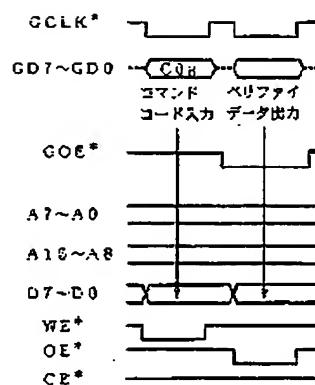 GCLK*
GD7~GD0
C0H
コマンド
コード入力
ベリファイ
データ出力
GOE*
A7~A0
A16~A8
D7~D0
WE*
OE*
CE*